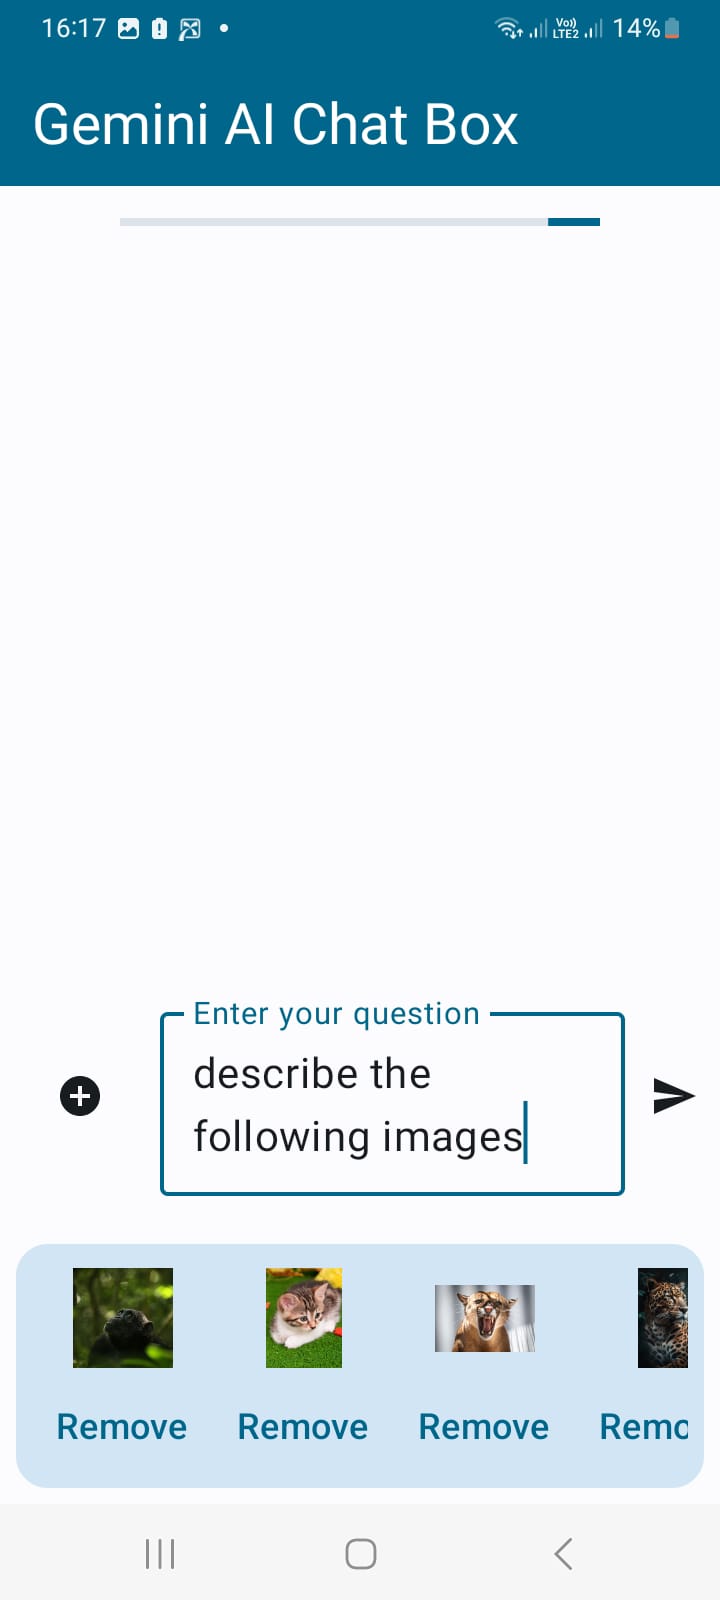 16:17 Vo)) LTE2 14%
Gemini AI Chat Box
Enter your question
describe the
following images
Remove Remove Remove Remo